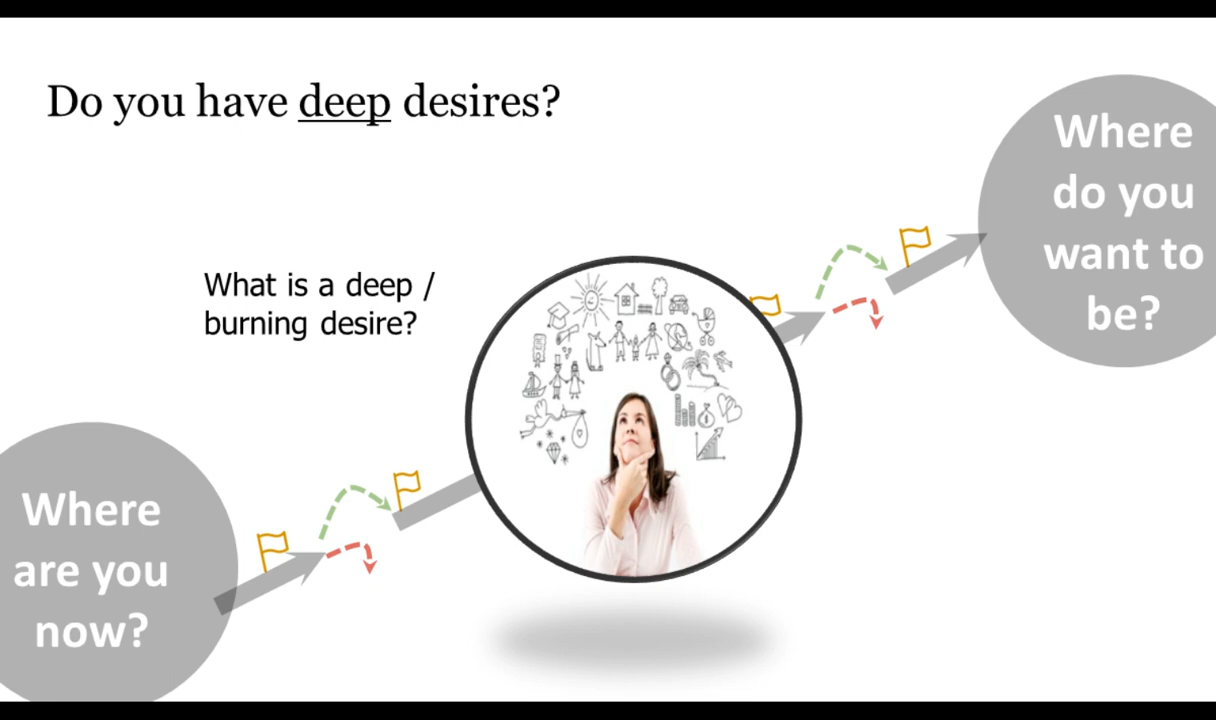 Do you have deep desires?
What is a deep /
burning desire?
Where
are you
now?
Where
do you
want to
be?